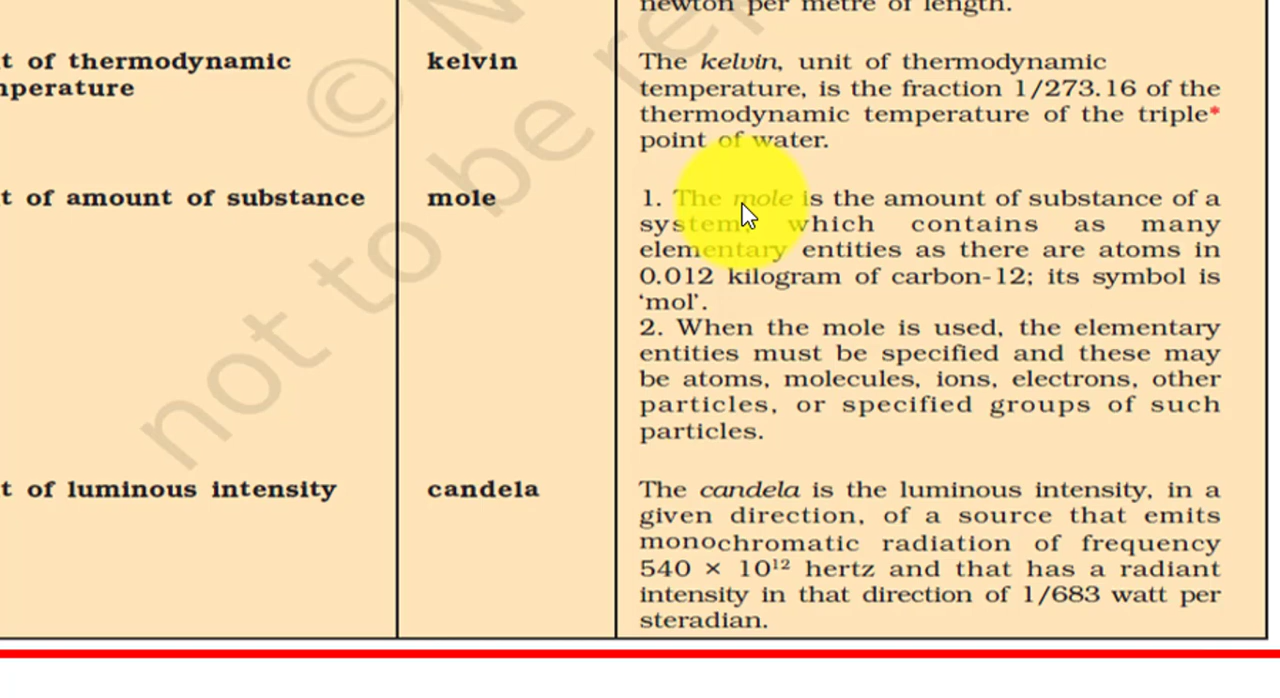 newton per metre of length.
t of thermodynamic
mperature
kelvin
The kelvin, unit of thermodynamic
temperature, is the fraction 1/273.16 of the
thermodynamic temperature of the triple*
point of water.
t of amount of substance
mole
1. The mole is the amount of substance of a
system, which contains as many
elementary entities as there are atoms in
0.012 kilogram of carbon-12; its symbol is
‘mol’.
2. When the mole is used, the elementary
entities must be specified and these may
be atoms, molecules, ions, electrons, other
particles, or specified groups of such
particles.
t of luminous intensity
candela
The candela is the luminous intensity, in a
given direction, of a source that emits
monochromatic radiation of frequency
540 × 10¹² hertz and that has a radiant
intensity in that direction of 1/683 watt per
steradian.
© N
not to be re